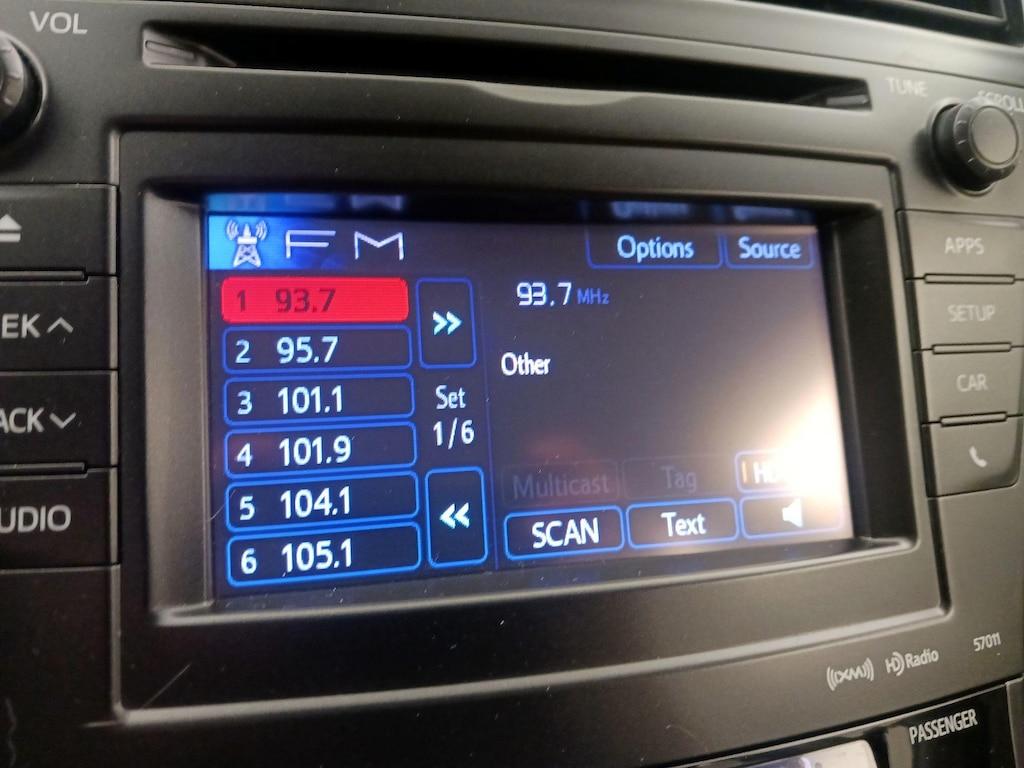 VOL
TUNE
SCROLL
FM
Options
Source
1 93.7
2 95.7
3 101.1
4 101.9
5 104.1
6 105.1
Set
1/6
93.7 MHz
Other
Multicast
Tag
SCAN
Text
EK
ACK
UDIO
APPS
SETUP
CAR
((XM))
HD Radio
57011
PASSENGER